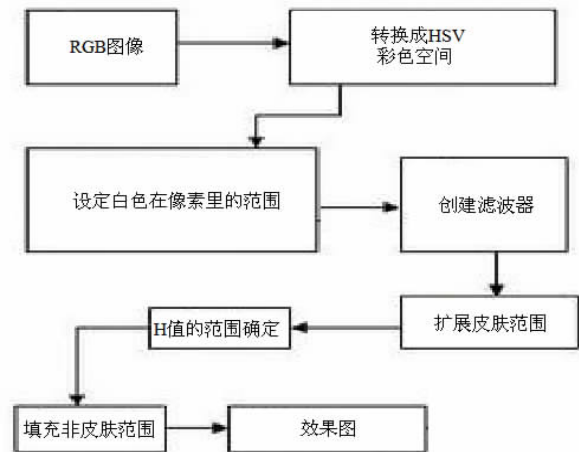 RGB图像
转换成HSV
彩色空间
设定白色在像素里的范围
创建滤波器
扩展皮肤范围
H值的范围确定
填充非皮肤范围
效果图